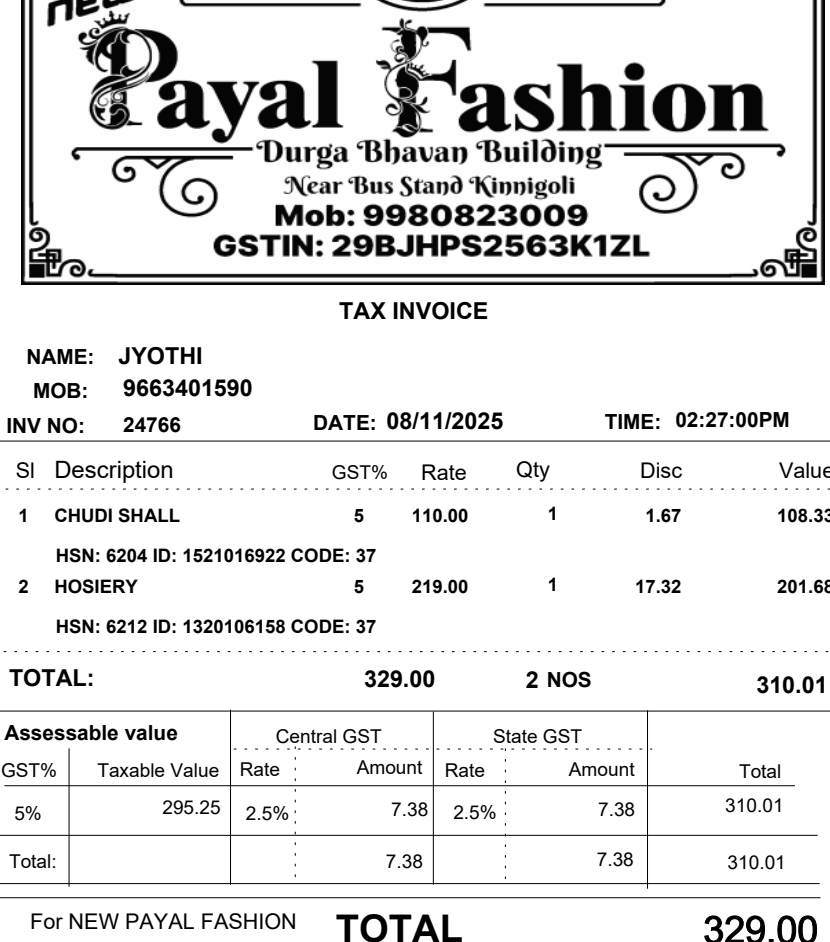 new
Payal Fashion
Durga Bhavan Building
Near Bus Stand Kinnigoli
Mob: 9980823009
GSTIN: 29BJHPS2563K1ZL
TAX INVOICE
NAME: JYOTHI
MOB: 9663401590
INV NO: 24766 DATE: 08/11/2025 TIME: 02:27:00PM
Sl Description GST% Rate Qty Disc Value
1 CHUDI SHALL 5 110.00 1 1.67 108.33
HSN: 6204 ID: 1521016922 CODE: 37
2 HOSIERY 5 219.00 1 17.32 201.68
HSN: 6212 ID: 1320106158 CODE: 37
TOTAL: 329.00 2 NOS 310.01
Assessable value Central GST State GST
GST% Taxable Value Rate Amount Rate Amount Total
5% 295.25 2.5% 7.38 2.5% 7.38 310.01
Total: 7.38 7.38 310.01
For NEW PAYAL FASHION TOTAL 329.00